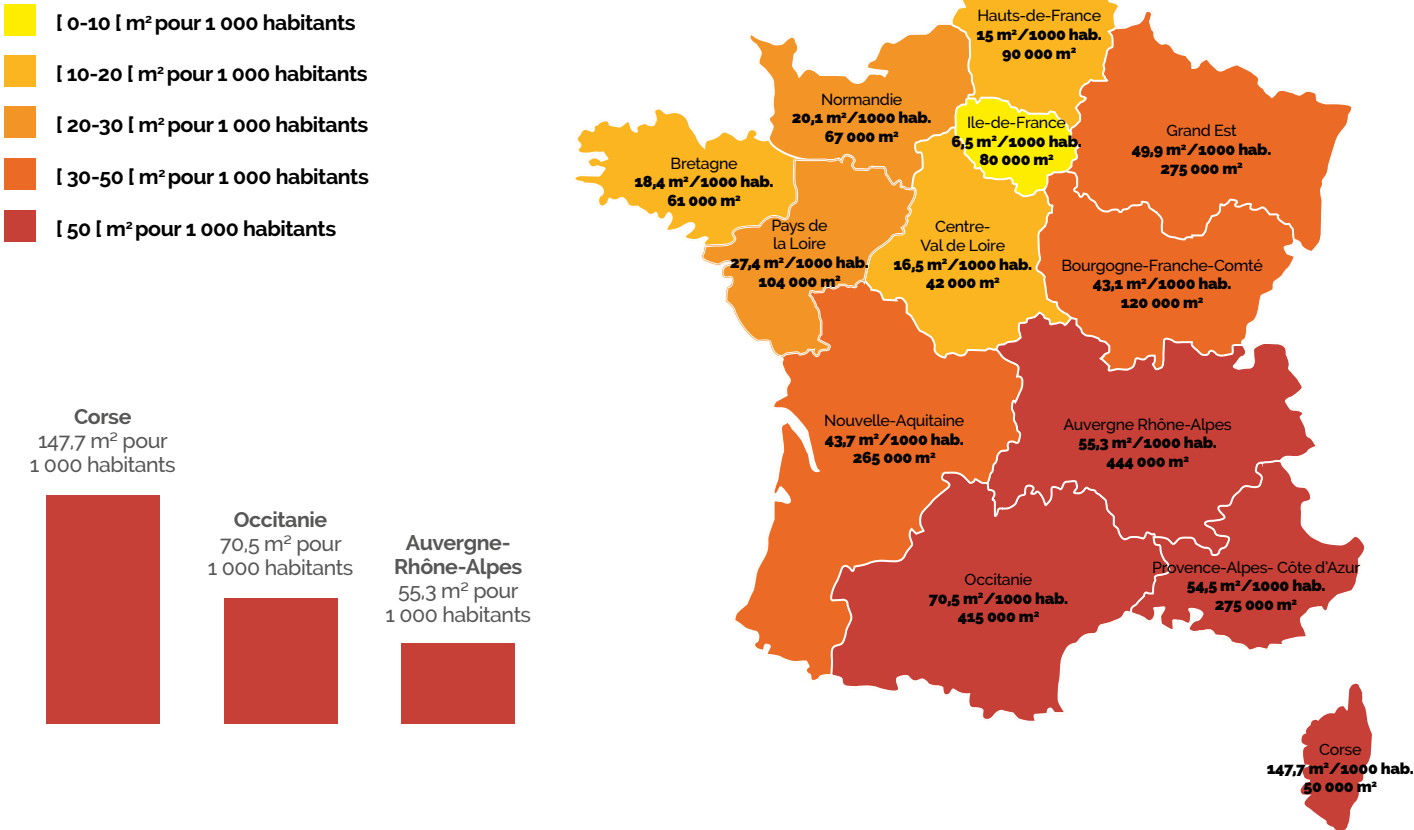 [ 0-10 [ m² pour 1 000 habitants
[ 10-20 [ m² pour 1 000 habitants
[ 20-30 [ m² pour 1 000 habitants
[ 30-50 [ m² pour 1 000 habitants
[ 50 [ m² pour 1 000 habitants
Corse
147,7 m² pour
1 000 habitants
Occitanie
70,5 m² pour
1 000 habitants
Auvergne-
Rhône-Alpes
55,3 m² pour
1 000 habitants
Hauts-de-France
15 m²/1000 hab.
90 000 m²
Normandie
20,1 m²/1000 hab.
67 000 m²
Ile-de-France
6,5 m²/1000 hab.
80 000 m²
Grand Est
49,9 m²/1000 hab.
275 000 m²
Bretagne
18,4 m²/1000 hab.
61 000 m²
Pays de
la Loire
27,4 m²/1000 hab.
104 000 m²
Centre-
Val de Loire
16,5 m²/1000 hab.
42 000 m²
Bourgogne-Franche-Comté
43,1 m²/1000 hab.
120 000 m²
Nouvelle-Aquitaine
43,7 m²/1000 hab.
265 000 m²
Auvergne Rhône-Alpes
55,3 m²/1000 hab.
444 000 m²
Occitanie
70,5 m²/1000 hab.
415 000 m²
Provence-Alpes- Côte d'Azur
54,5 m²/1000 hab.
275 000 m²
Corse
147,7 m²/1000 hab.
50 000 m²